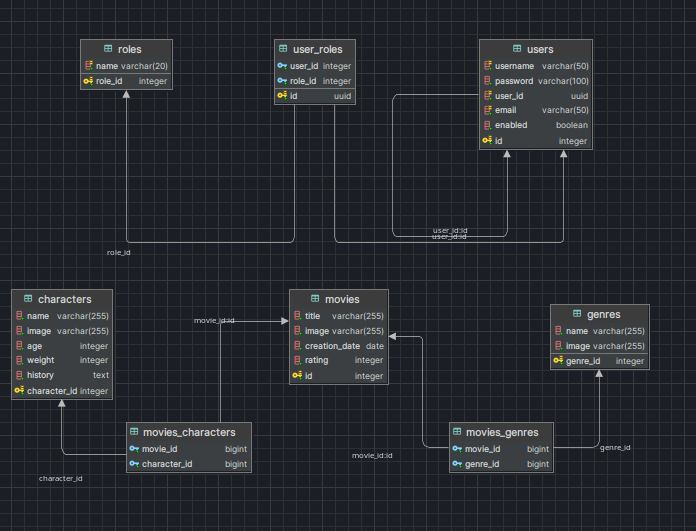 roles
name varchar(20)
role_id integer
user_roles
user_id integer
role_id integer
id uuid
users
username varchar(50)
password varchar(100)
user_id uuid
email varchar(50)
enabled boolean
id integer
user_id:id
user_id:id
role_id
characters
name varchar(255)
image varchar(255)
age integer
weight integer
history text
character_id integer
movie_id:id
movies
title varchar(255)
image varchar(255)
creation_date date
rating integer
id integer
genres
name varchar(255)
image varchar(255)
genre_id integer
movies_characters
movie_id bigint
character_id bigint
movies_genres
movie_id bigint
genre_id bigint
genre_id
movie_id:id
character_id